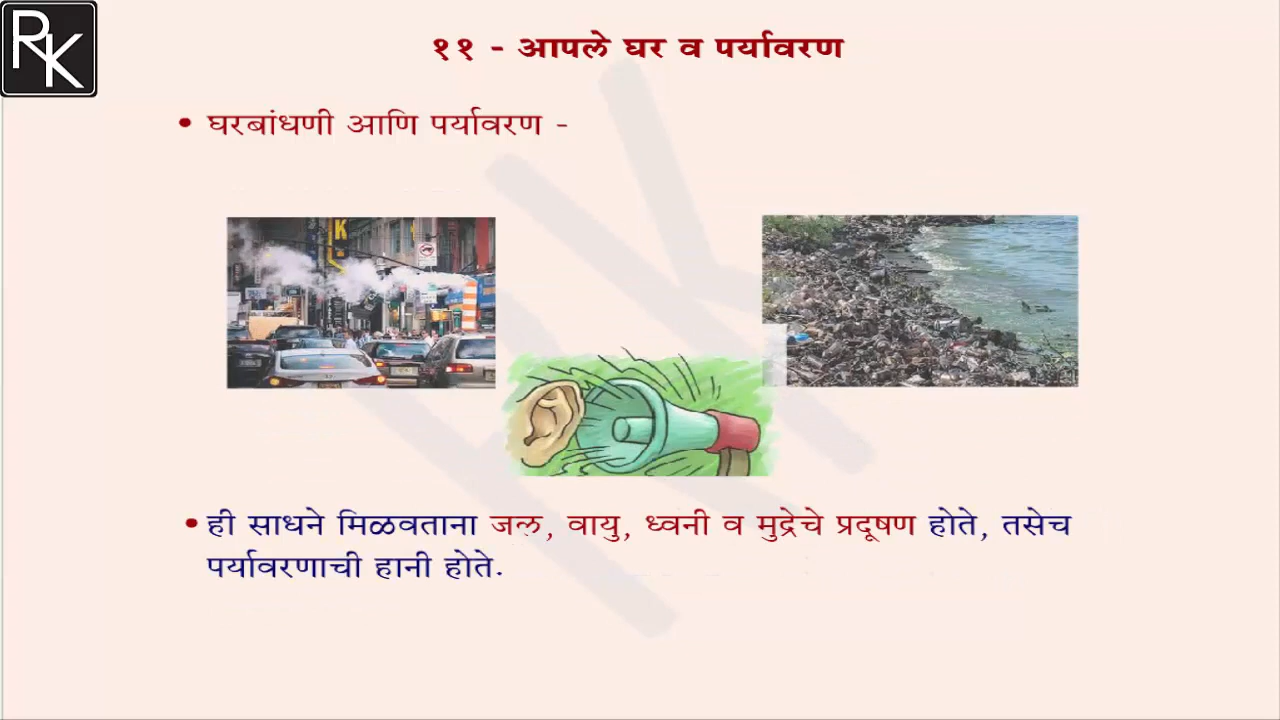 RK
११ - आपले घर व पर्यावरण
• घरबांधणी आणि पर्यावरण -
K
• ही साधने मिळवताना जल, वायु, ध्वनी व मुद्रेचे प्रदूषण होते, तसेच
पर्यावरणाची हानी होते.